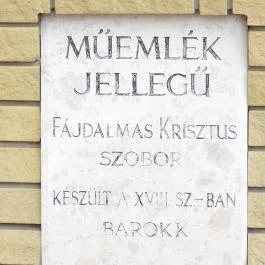 MŰEMLÉK
JELLEGŰ
FÁJDALMAS KRISZTUS
SZOBOR
KÉSZÜLT A XVIII. SZ-BAN
BAROKK